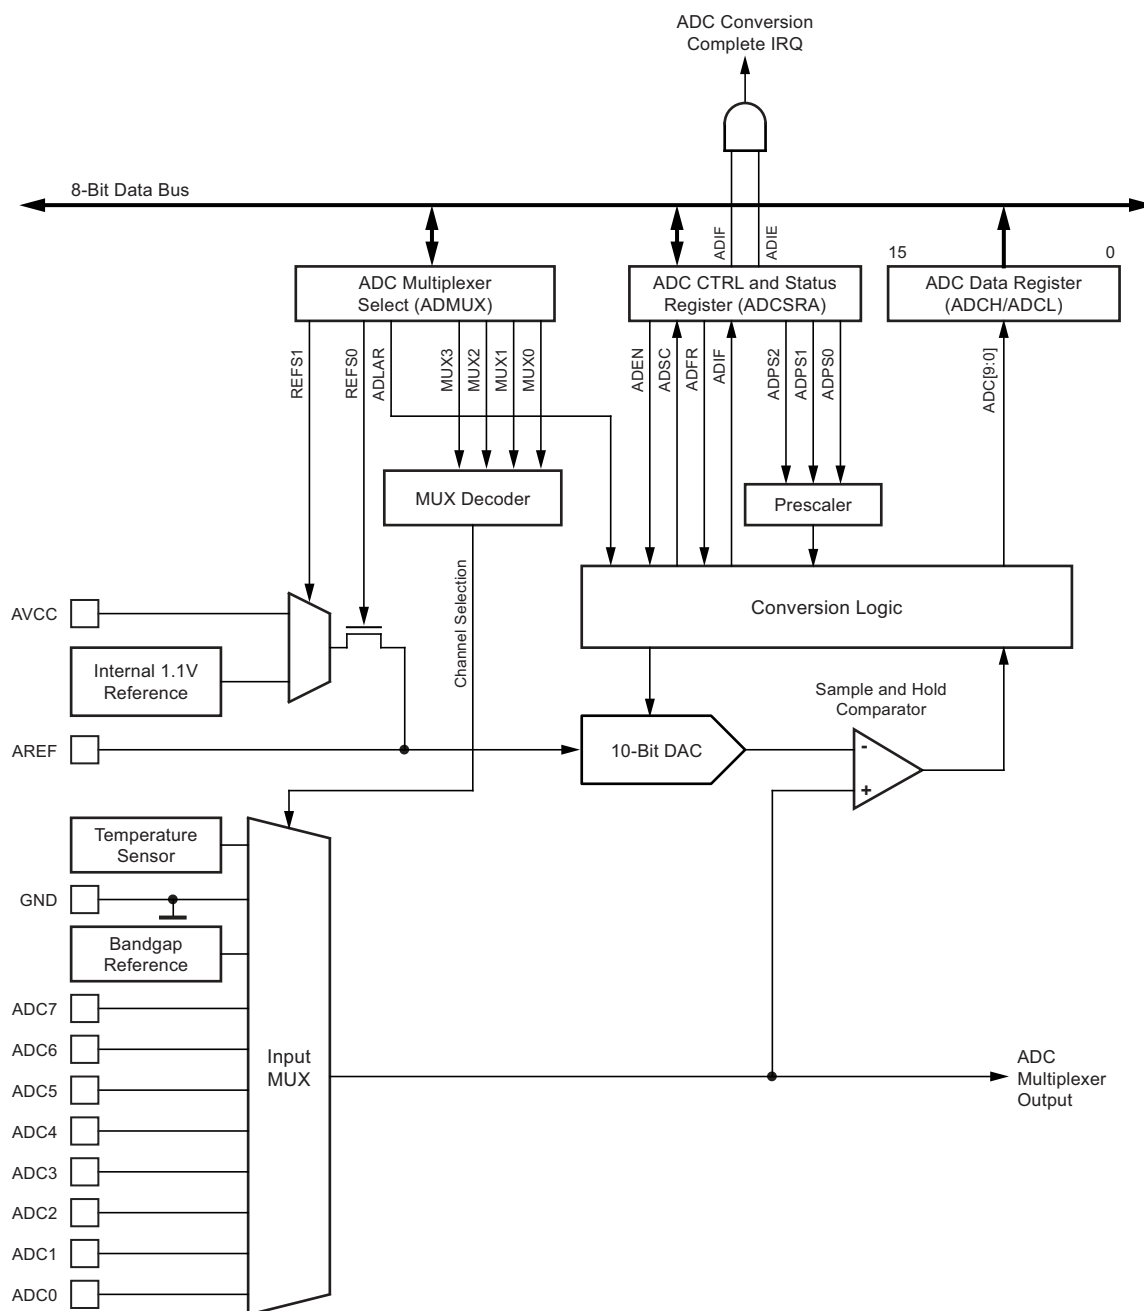 ADC Conversion
Complete IRQ
8-Bit Data Bus
ADIF
ADIE
15
0
ADC Multiplexer
Select (ADMUX)
ADC CTRL and Status
Register (ADCSRA)
ADC Data Register
(ADCH/ADCL)
REFS1
REFS0
ADLAR
MUX3
MUX2
MUX1
MUX0
ADEN
ADSC
ADFR
ADIF
ADPS2
ADPS1
ADPS0
ADC[9:0]
MUX Decoder
Prescaler
Channel Selection
Conversion Logic
AVCC
Internal 1.1V
Reference
Sample and Hold
Comparator
AREF
10-Bit DAC
-
+
Temperature
Sensor
GND
Bandgap
Reference
ADC7
ADC6
ADC5
ADC4
ADC3
ADC2
ADC1
ADC0
Input
MUX
ADC
Multiplexer
Output